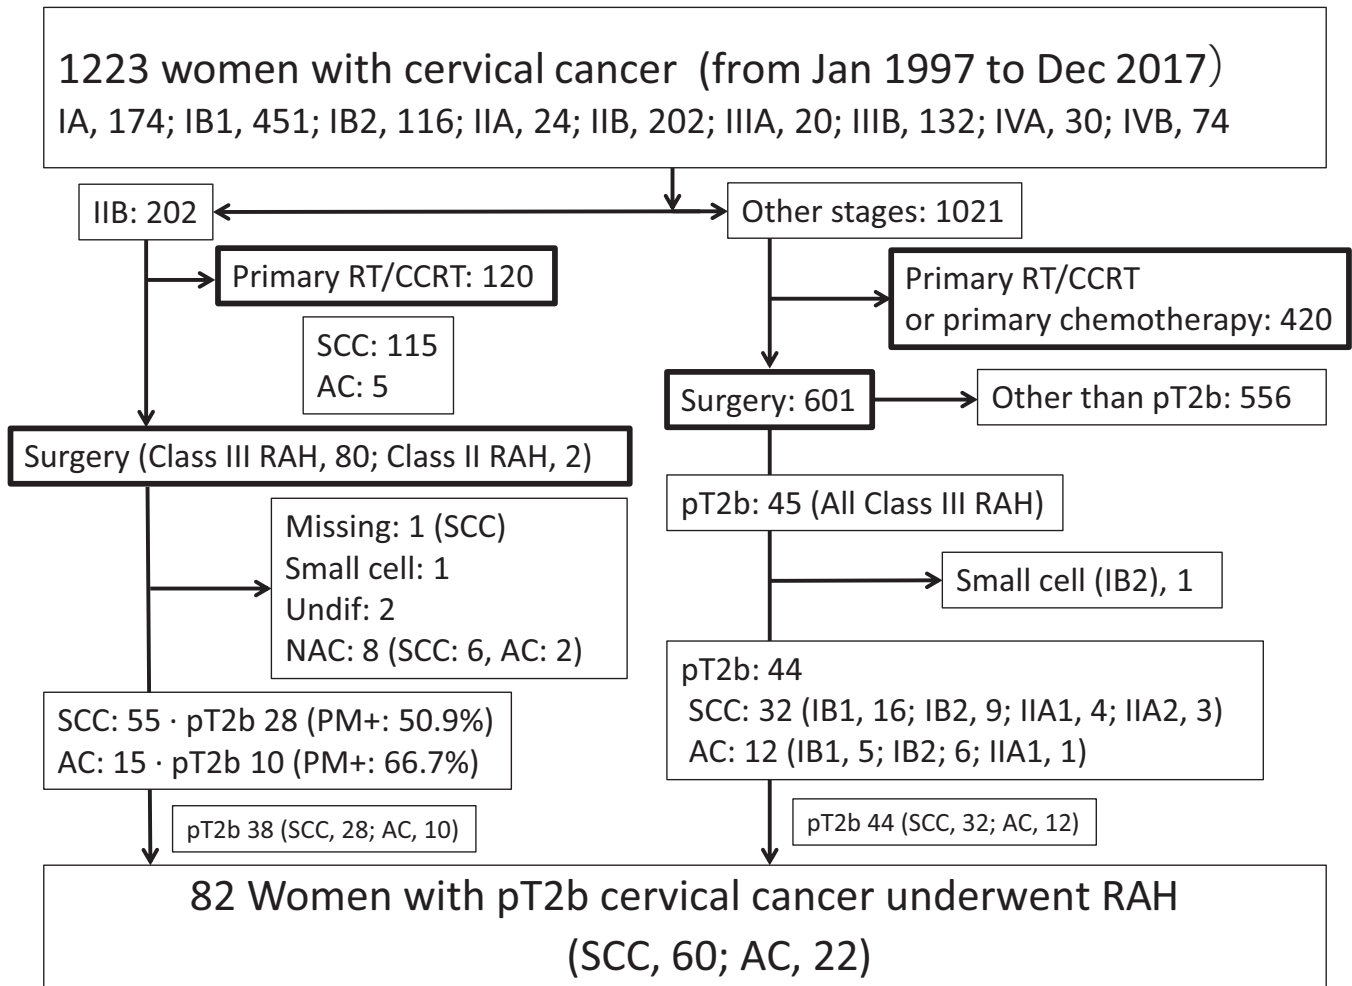 1223 women with cervical cancer (from Jan 1997 to Dec 2017）
IA, 174; IB1, 451; IB2, 116; IIA, 24; IIB, 202; IIIA, 20; IIIB, 132; IVA, 30; IVB, 74
IIB: 202
Other stages: 1021
Primary RT/CCRT: 120
Primary RT/CCRT
or primary chemotherapy: 420
SCC: 115
AC: 5
Surgery: 601
Other than pT2b: 556
Surgery (Class III RAH, 80; Class II RAH, 2)
pT2b: 45 (All Class III RAH)
Missing: 1 (SCC)
Small cell: 1
Undif: 2
NAC: 8 (SCC: 6, AC: 2)
Small cell (IB2), 1
pT2b: 44
SCC: 32 (IB1, 16; IB2, 9; IIA1, 4; IIA2, 3)
AC: 12 (IB1, 5; IB2; 6, IIA1, 1)
SCC: 55 · pT2b 28 (PM+: 50.9%)
AC: 15 · pT2b 10 (PM+: 66.7%)
pT2b 38 (SCC, 28; AC, 10)
pT2b 44 (SCC, 32; AC, 12)
82 Women with pT2b cervical cancer underwent RAH
(SCC, 60; AC, 22)